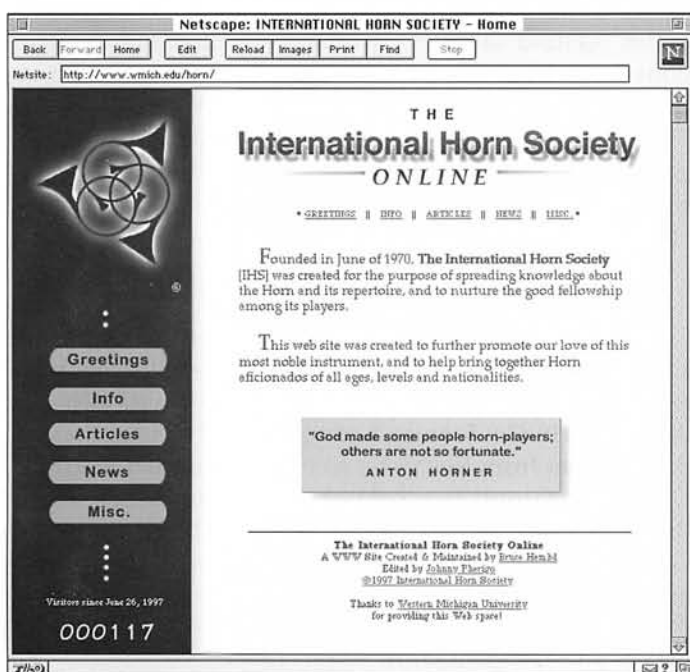 Netscape: INTERNATIONAL HORN SOCIETY – Home
Back Forward Home Edit Reload Images Print Find Stop
N
Netsite: http://www.wmich.edu/horn/
THE
International Horn Society
ONLINE
• GREETINGS || INFO || ARTICLES || NEWS || MISC. •
Founded in June of 1970, The International Horn Society
[IHS] was created for the purpose of spreading knowledge about
the Horn and its repertoire, and to nurture the good fellowship
among its players.
This web site was created to further promote our love of this
most noble instrument, and to help bring together Horn
aficionados of all ages, levels and nationalities.
"God made some people horn-players;
others are not so fortunate."
ANTON HORNER
The International Horn Society Online
A WWW Site Created & Maintained by Bruce Hembd
Edited by Johnny Pherigo
©1997 International Horn Society
Thanks to Western Michigan University
for providing this Web space!
®
Greetings
Info
Articles
News
Misc.
Visitors since June 26, 1997
000117
?